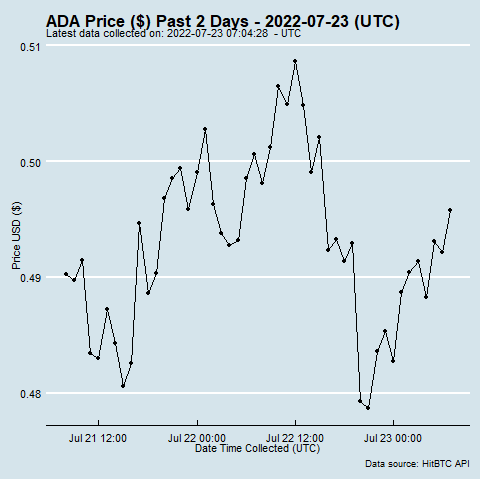 ADA Price ($) Past 2 Days - 2022-07-23 (UTC)
Latest data collected on: 2022-07-23 07:04:28  - UTC
0.51
0.50
0.49
0.48
Price USD ($)
Jul 21 12:00
Jul 22 00:00
Jul 22 12:00
Jul 23 00:00
Date Time Collected (UTC)
Data source: HitBTC API